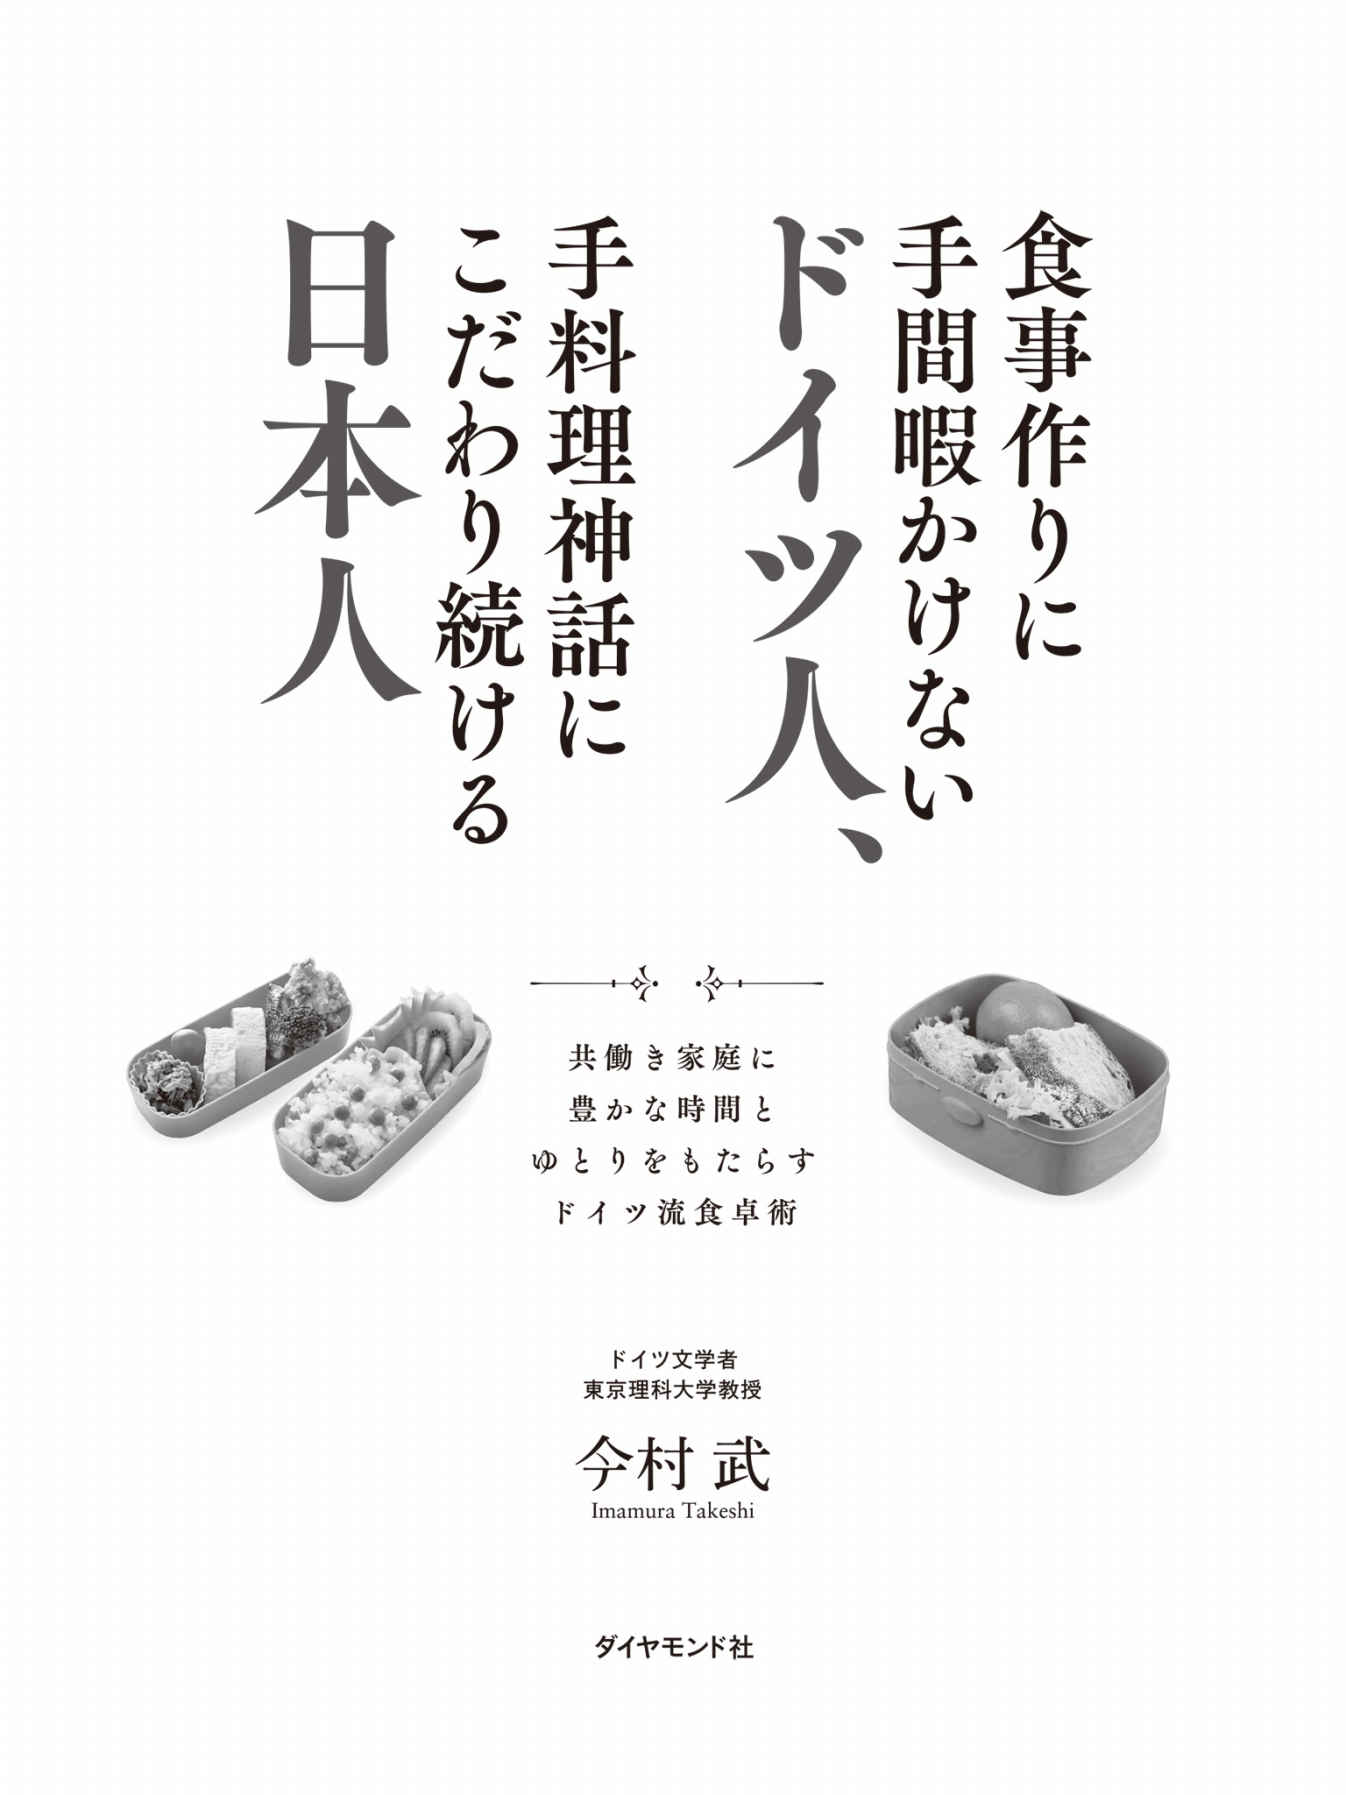 食事作りに
手間暇かけない
ドイツ人、
手料理神話に
こだわり続ける
日本人
共働き家庭に
豊かな時間と
ゆとりをもたらす
ドイツ流食卓術
ドイツ文学者
東京理科大学教授
今村 武
Imamura Takeshi
ダイヤモンド社